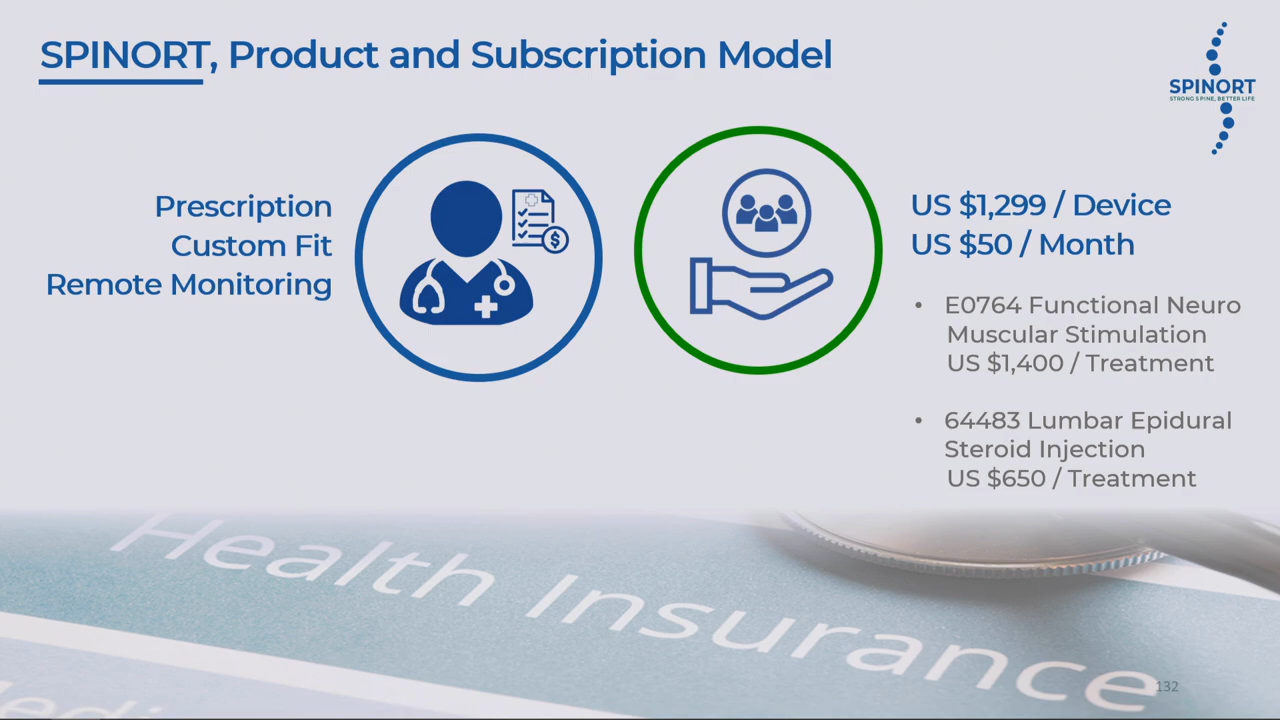 SPINORT, Product and Subscription Model
SPINORT
STRONG SPINE, BETTER LIFE
Prescription
Custom Fit
Remote Monitoring
$
US $1,299 / Device
US $50 / Month
• E0764 Functional Neuro
Muscular Stimulation
US $1,400 / Treatment
• 64483 Lumbar Epidural
Steroid Injection
US $650 / Treatment
Health Insurance
132